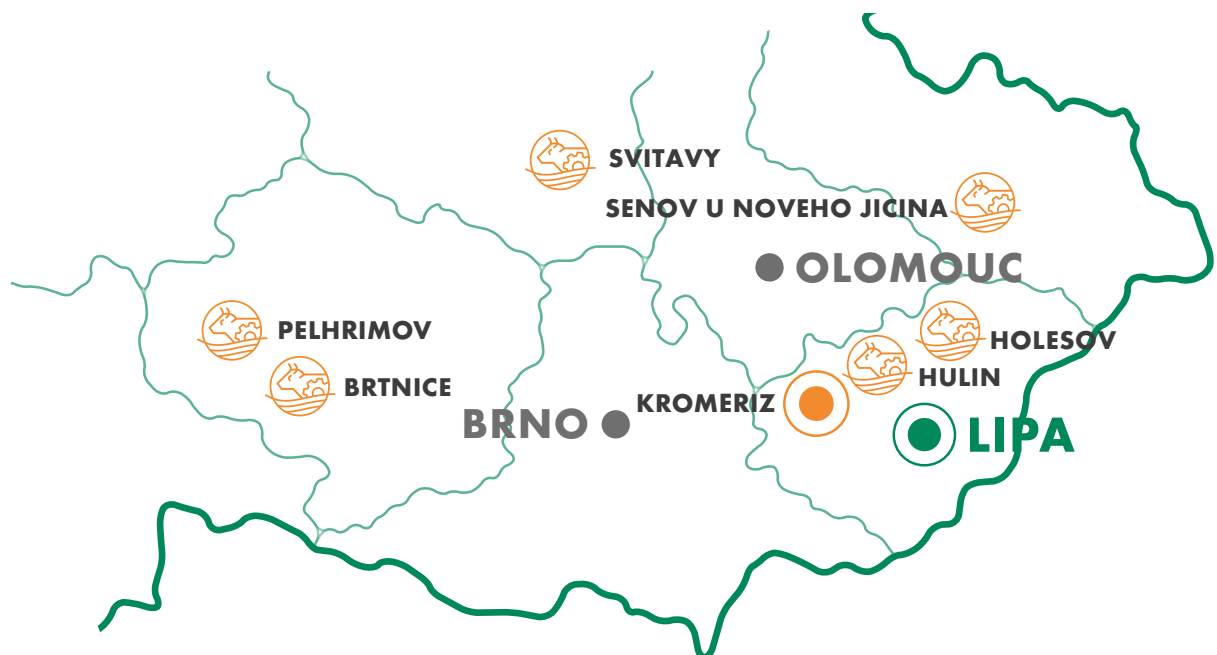 SVITAVY
SENOV U NOVEHO JICINA
OLOMOUC
PELHRIMOV
HOLESOV
HULIN
BRTNICE
KROMERIZ
BRNO
LIPA